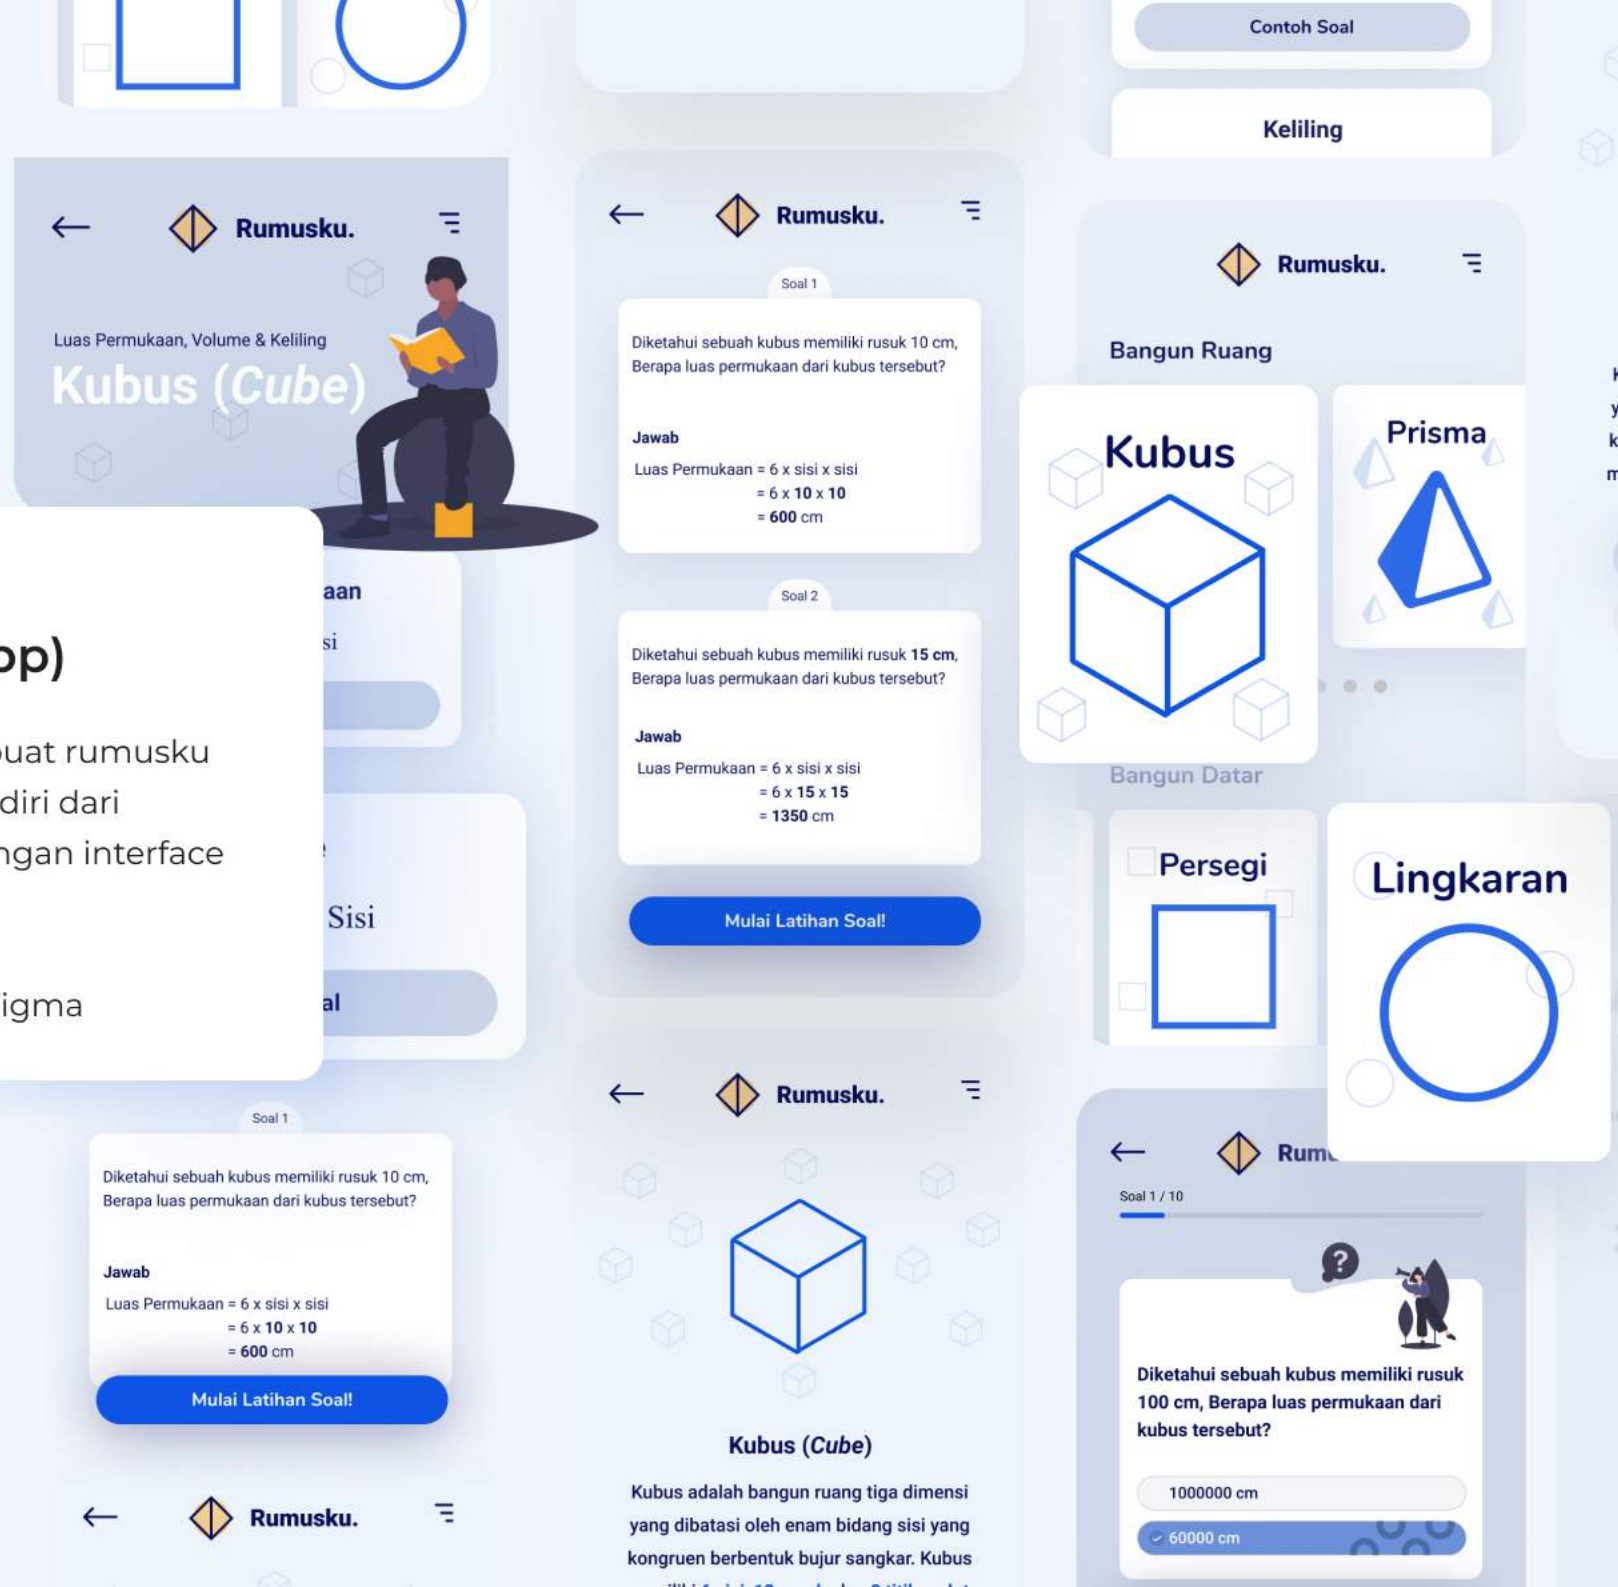 Rumusku.
Luas Permukaan, Volume & Keliling
Kubus (Cube)
aan
si
Sisi
al
buat rumusku
diri dari
ngan interface
igma
Soal 1
Diketahui sebuah kubus memiliki rusuk 10 cm,
Berapa luas permukaan dari kubus tersebut?
Jawab
Luas Permukaan = 6 x sisi x sisi
= 6 x 10 x 10
= 600 cm
Mulai Latihan Soal!
Rumusku.
Rumusku.
Soal 1
Diketahui sebuah kubus memiliki rusuk 10 cm,
Berapa luas permukaan dari kubus tersebut?
Jawab
Luas Permukaan = 6 x sisi x sisi
= 6 x 10 x 10
= 600 cm
Soal 2
Diketahui sebuah kubus memiliki rusuk 15 cm,
Berapa luas permukaan dari kubus tersebut?
Jawab
Luas Permukaan = 6 x sisi x sisi
= 6 x 15 x 15
= 1350 cm
Mulai Latihan Soal!
Rumusku.
Kubus (Cube)
Kubus adalah bangun ruang tiga dimensi
yang dibatasi oleh enam bidang sisi yang
kongruen berbentuk bujur sangkar. Kubus
Contoh Soal
Keliling
Rumusku.
Bangun Ruang
Kubus
Prisma
Bangun Datar
Persegi
Lingkaran
Rum
Soal 1 / 10
?
Diketahui sebuah kubus memiliki rusuk
100 cm, Berapa luas permukaan dari
kubus tersebut?
1000000 cm
60000 cm